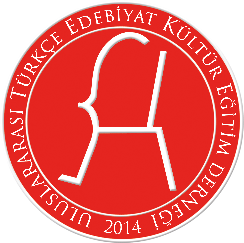 ULUSLARARASI TÜRKÇE EDEBİYAT KÜLTÜR EĞİTİM DERNEĞİ
2014